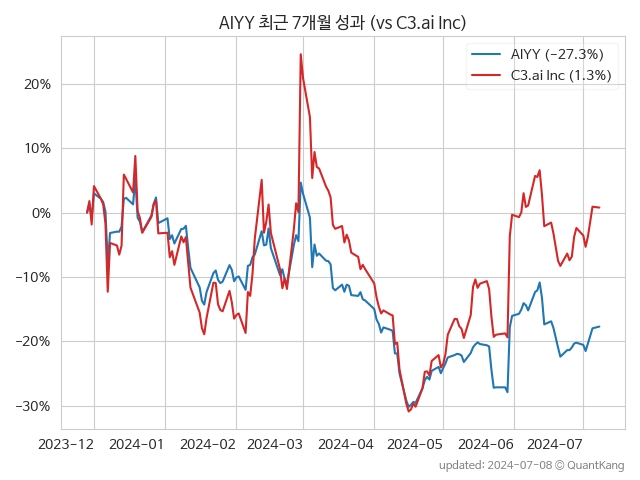 AIYY 최근 7개월 성과 (vs C3.ai Inc)
AIYY (-27.3%)
C3.ai Inc (1.3%)
20%
10%
0%
−10%
−20%
−30%
2023-12 2024-01 2024-02 2024-03 2024-04 2024-05 2024-06 2024-07
updated: 2024-07-08 © QuantKang